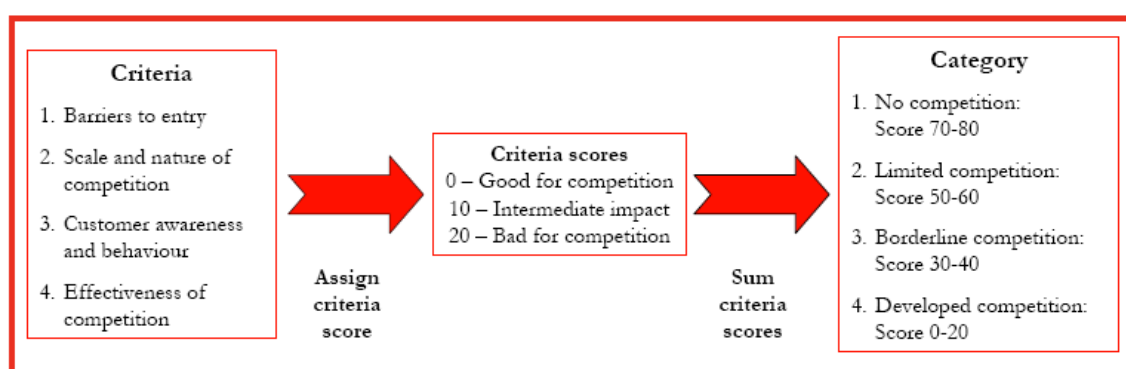 Criteria
1. Barriers to entry
2. Scale and nature of
competition
3. Customer awareness
and behaviour
4. Effectiveness of
competition
Assign
criteria
score
Criteria scores
0 – Good for competition
10 – Intermediate impact
20 – Bad for competition
Sum
criteria
scores
Category
1. No competition:
Score 70-80
2. Limited competition:
Score 50-60
3. Borderline competition:
Score 30-40
4. Developed competition:
Score 0-20